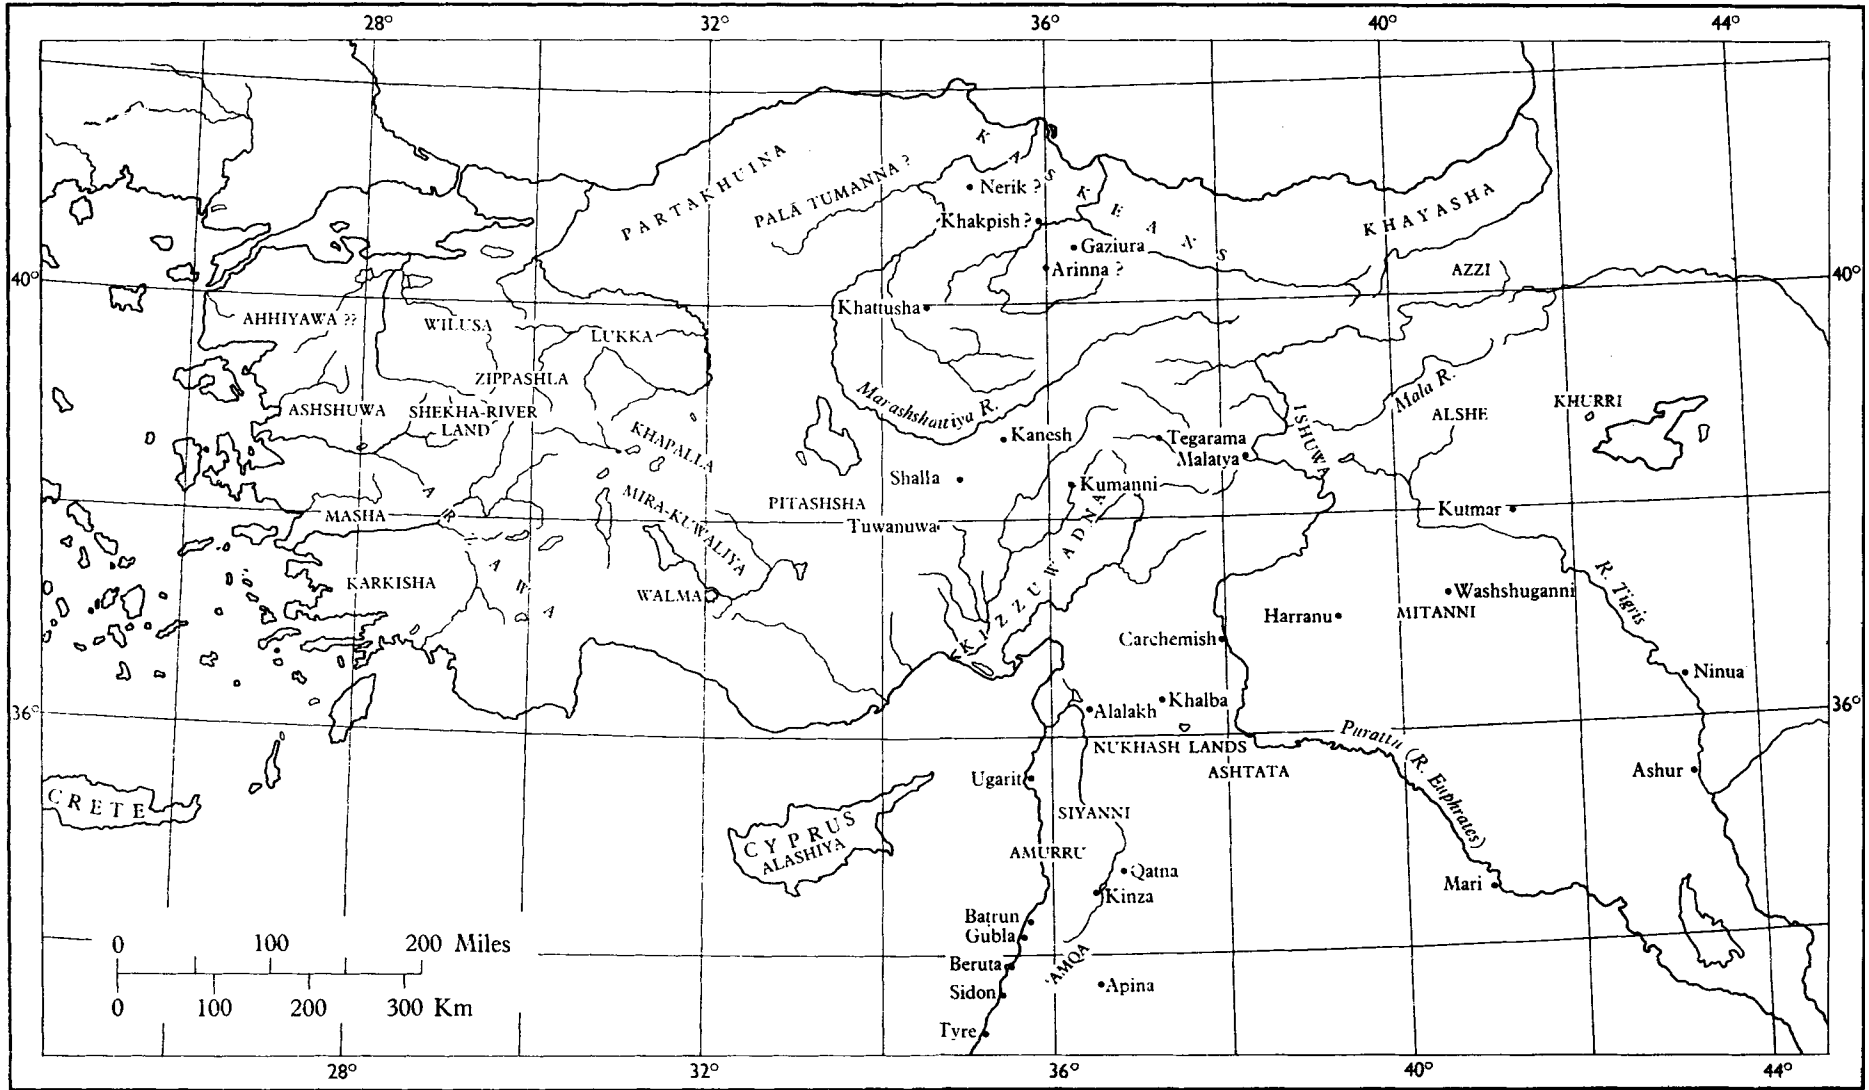 28° 32° 36° 40° 44°
PARTAKHUINA
PALĀ TUMANNA ?
KASKEANS
Nerik ?
Khakpish ?
Gaziura
Arinna ?
KHAYASHA
AZZI
40° 40°
Khattusha
AHHIYAWA ??
WILUSA
LUKKA
ZIPPASHLA
ASHSHUWA
SHEKHA-RIVER
LAND
KHAPALLA
Marashshantiya R.
Kanesh
Shalla
PITASHSHA
Tuwanuwa
Tegarama
Malatya
Kumanni
ISHUWA
Mala R.
ALSHE
KHURRI
Kutmar
MASHA
ARZAWA
MIRA-KUWALIYA
KARKISHA
WALMA
KIZZUWADNA
R. Tigris
Washshuganni
Harranu
MITANNI
Carchemish
Ninua
36° 36°
Alalakh
Khalba
NUKHASH LANDS
ASHTATA
Purattu (R. Euphrates)
Ashur
Ugarit
CRETE
CYPRUS
ALASHIYA
SIYANNI
AMURRU
Qatna
Kinza
Mari
Batrun
Gubla
Beruta
'AMQA
Apina
Sidon
Tyre
0 100 200 Miles
0 100 200 300 Km
28° 32° 36° 40° 44°